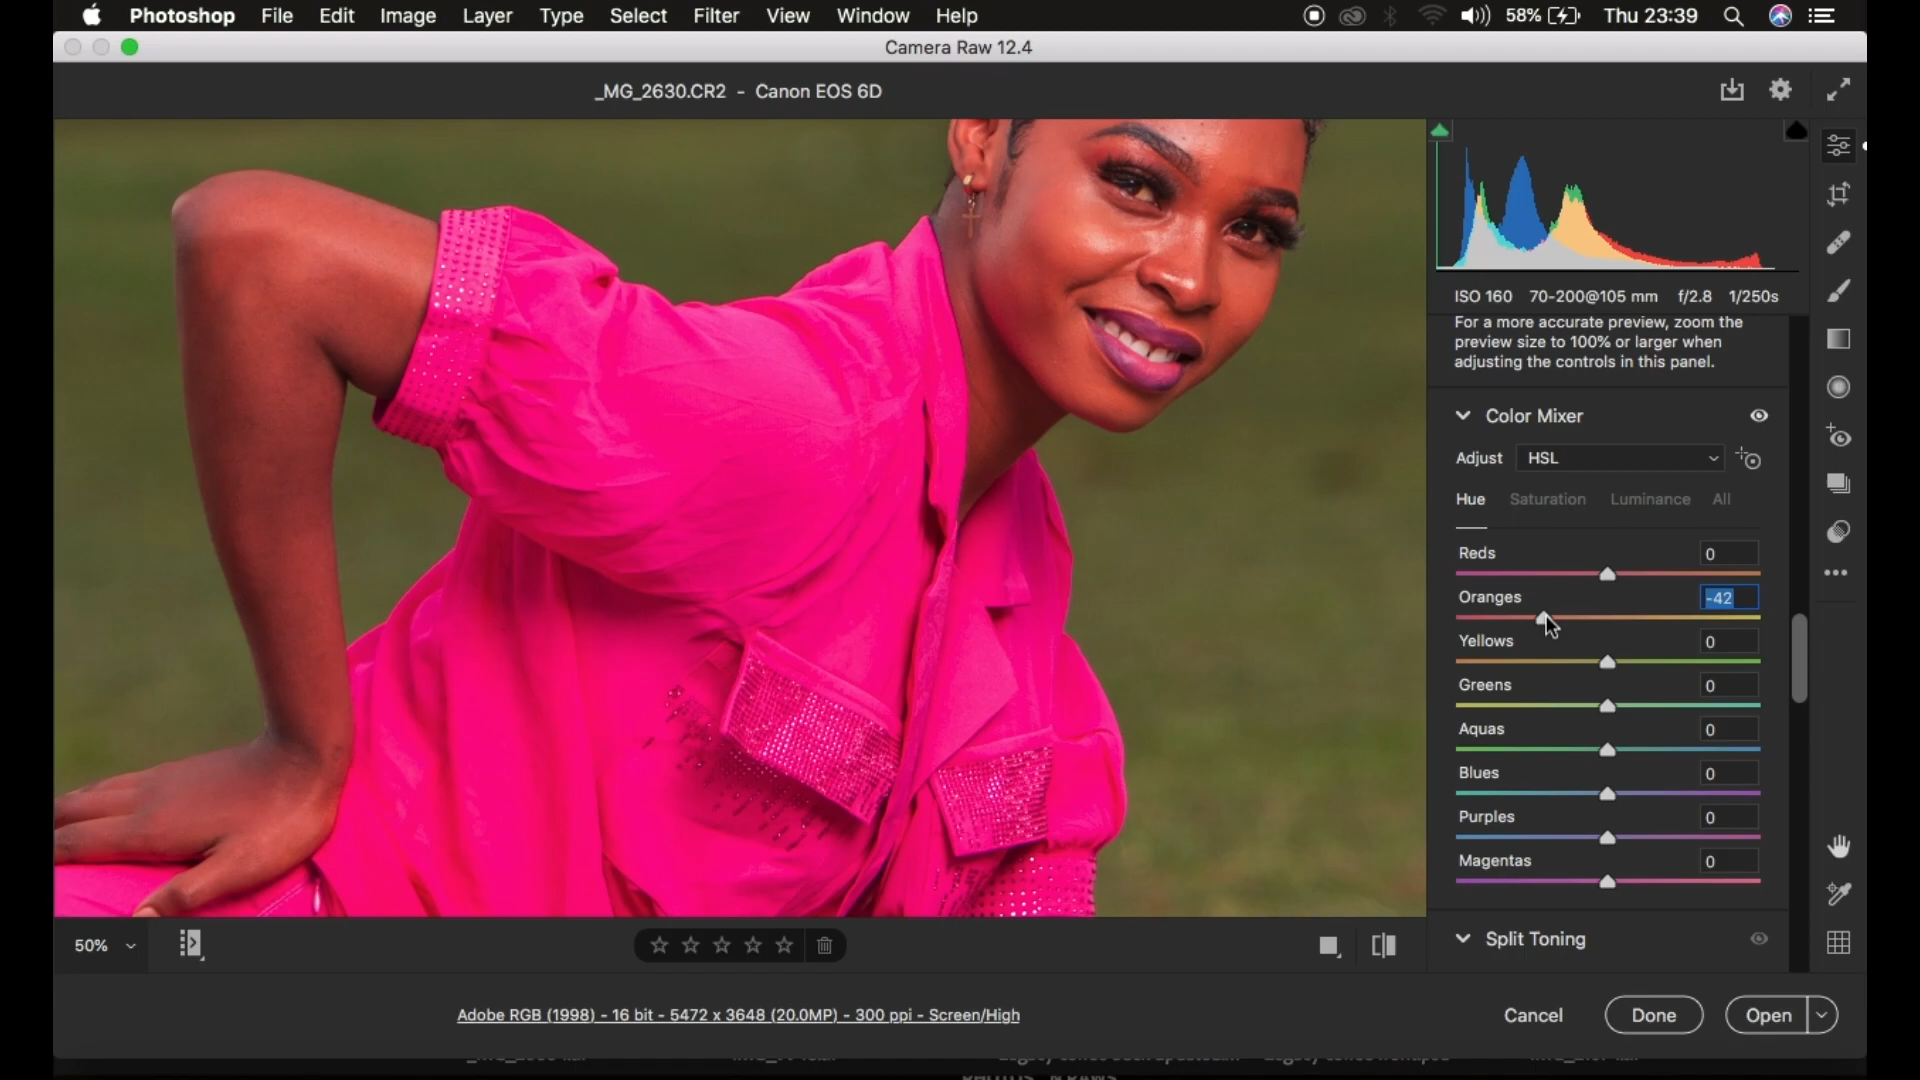 Photoshop File Edit Image Layer Type Select Filter View Window Help 58% Thu 23:39
Camera Raw 12.4
_MG_2630.CR2 - Canon EOS 6D
ISO 160 70-200@105 mm f/2.8 1/250s
For a more accurate preview, zoom the
preview size to 100% or larger when
adjusting the controls in this panel.
Color Mixer
Adjust HSL
Hue Saturation Luminance All
Reds 0
Oranges -42
Yellows 0
Greens 0
Aquas 0
Blues 0
Purples 0
Magentas 0
Split Toning
50%
Adobe RGB (1998) - 16 bit - 5472 x 3648 (20.0MP) - 300 ppi - Screen/High
Cancel Done Open